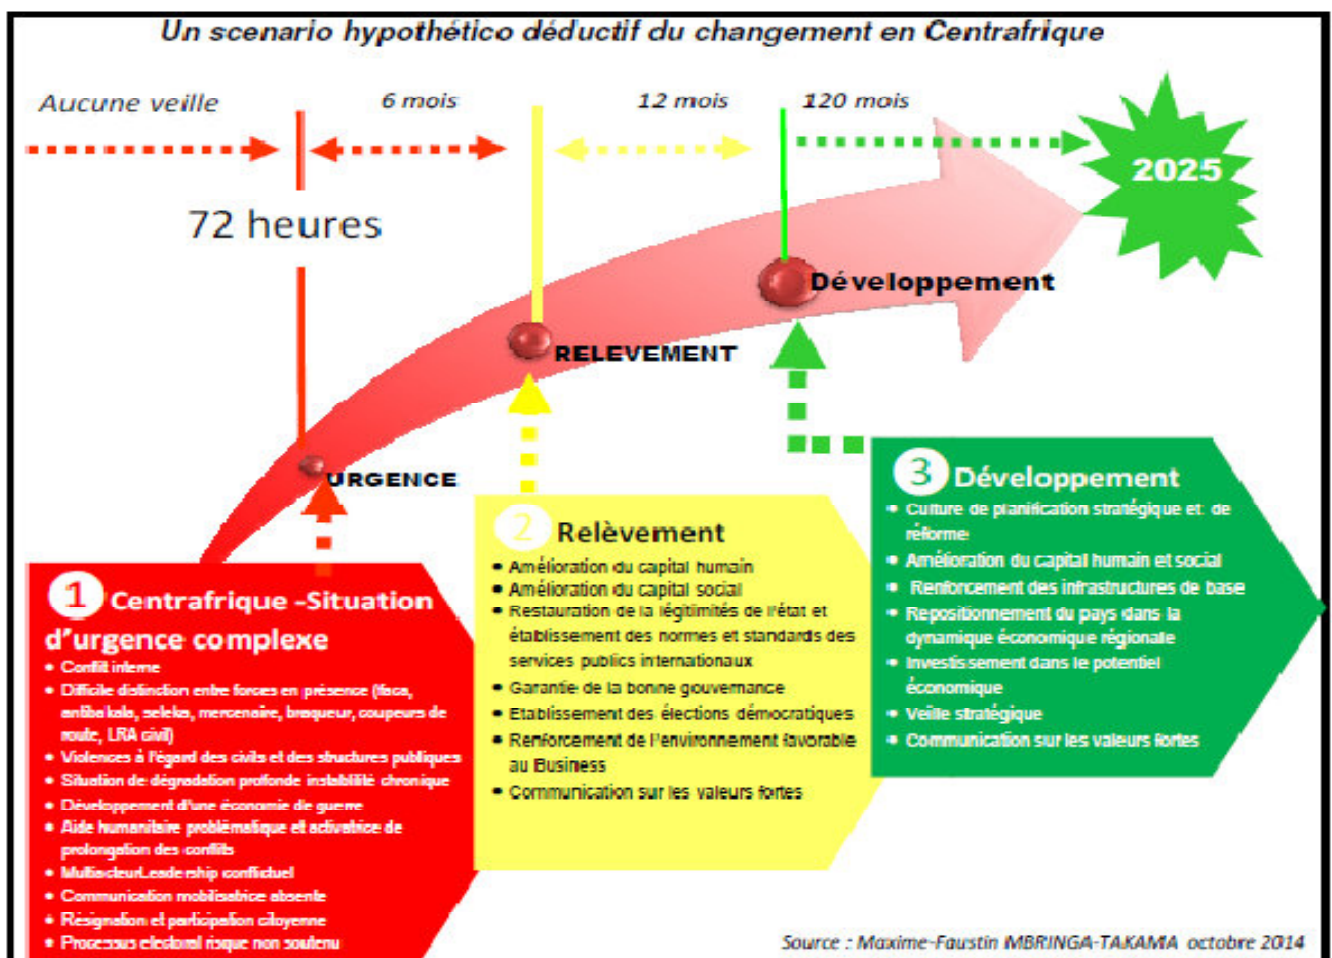 Un scenario hypothético déductif du changement en Centrafrique
Aucune veille
6 mois
12 mois
120 mois
2025
72 heures
Développement
RELEVEMENT
URGENCE
1 Centrafrique -Situation
d'urgence complexe
• Conflit interne
• Difficile distinction entre forces en présence (faca,
antibakala, seleka, mercenaire, braqueur, coupeurs de
route, LRA civil)
• Violences à l'égard des civils et des structures publiques
• Situation de dégradation profonde instabilité chronique
• Développement d'une économie de guerre
• Aide humanitaire problématique et activatrice de
prolongation des conflits
• MultiacteurLeadership conflictuel
• Communication mobilisatrice absente
• Résignation et participation citoyenne
• Processus electoral risque non soutenu
2 Relèvement
• Amélioration du capital humain
• Amélioration du capital social
• Restauration de la légitimités de l'état et
établissement des normes et standards des
services publics internationaux
• Garantie de la bonne gouvernance
• Etablissement des élections démocratiques
• Renforcement de l'environnement favorable
au Business
• Communication sur les valeurs fortes
3 Développement
• Culture de planification stratégique et de
réforme
• Amélioration du capital humain et social
• Renforcement des infrastructures de base
• Repositionnement du pays dans la
dynamique économique régionale
• Investissement dans le potentiel
économique
• Veille stratégique
• Communication sur les valeurs fortes
Source : Maxime-Faustin MBRINGA-TAKAMA octobre 2014